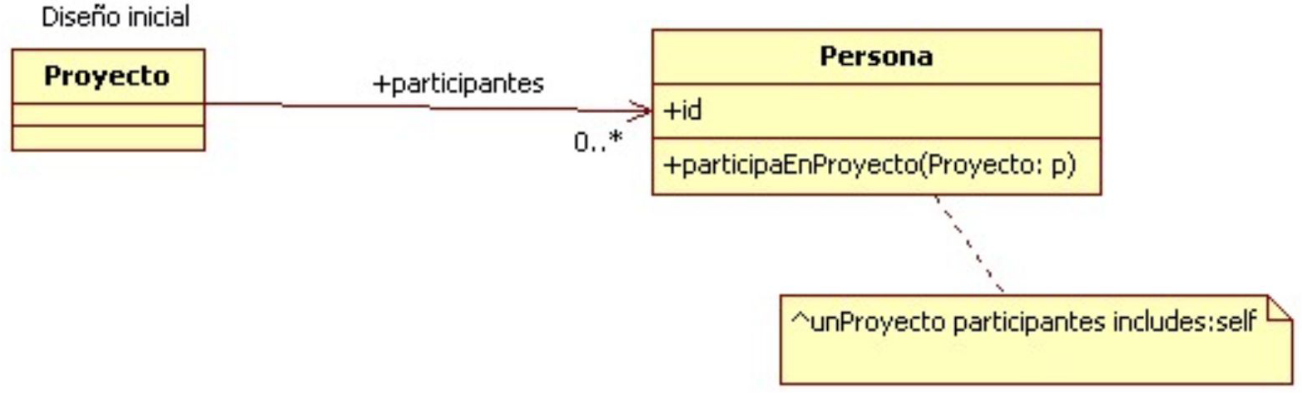 Diseño inicial
Proyecto
+participantes
0..*
Persona
+id
+participaEnProyecto(Proyecto: p)
^unProyecto participantes includes:self